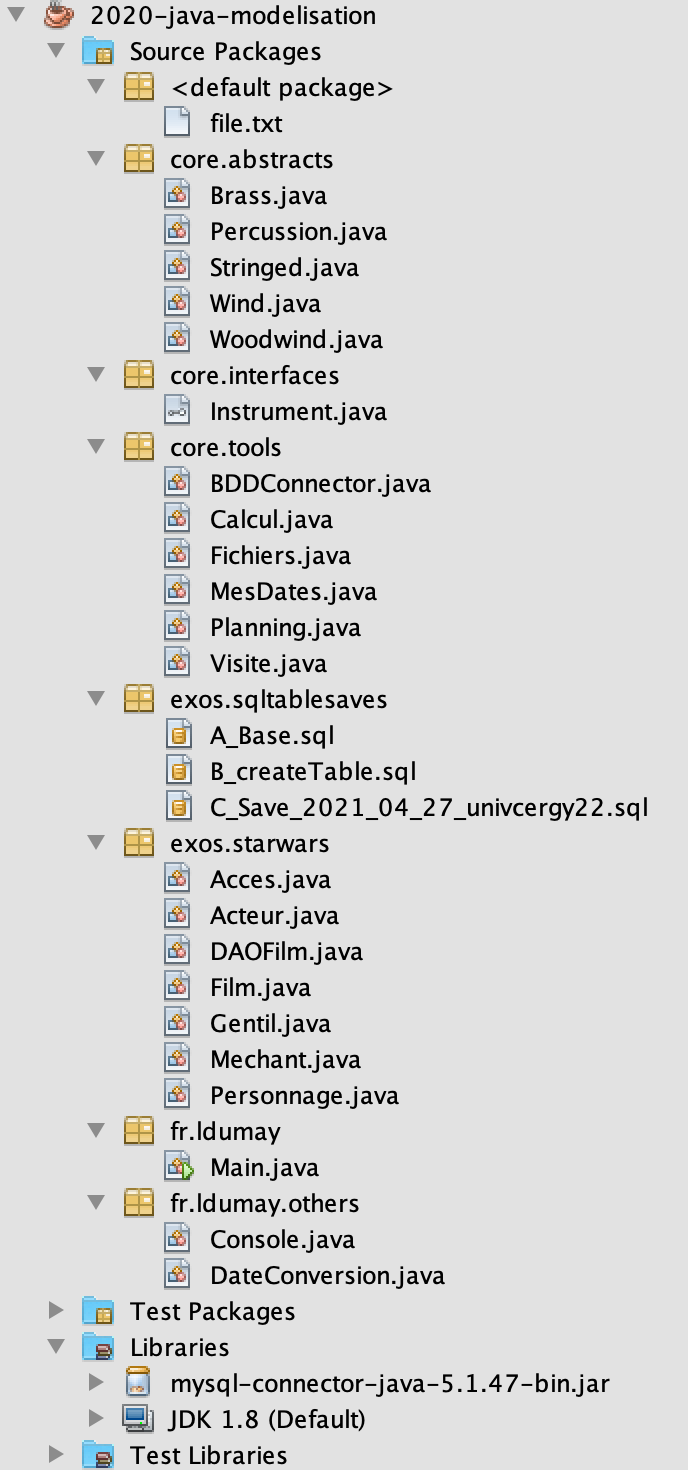 2020-java-modelisation
Source Packages
<default package>
file.txt
core.abstracts
Brass.java
Percussion.java
Stringed.java
Wind.java
Woodwind.java
core.interfaces
Instrument.java
core.tools
BDDConnector.java
Calcul.java
Fichiers.java
MesDates.java
Planning.java
Visite.java
exos.sqltablesaves
A_Base.sql
B_createTable.sql
C_Save_2021_04_27_univcergy22.sql
exos.starwars
Acces.java
Acteur.java
DAOFilm.java
Film.java
Gentil.java
Mechant.java
Personnage.java
fr.ldumay
Main.java
fr.ldumay.others
Console.java
DateConversion.java
Test Packages
Libraries
mysql-connector-java-5.1.47-bin.jar
JDK 1.8 (Default)
Test Libraries